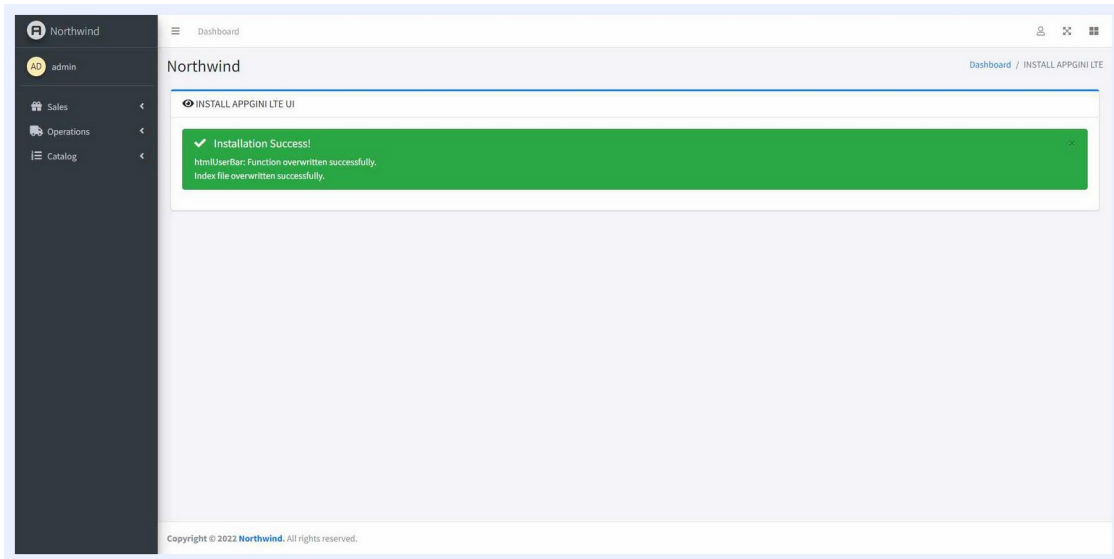 Northwind
Dashboard
AD admin
Northwind
Dashboard / INSTALL APPGINI LTE
Sales
Operations
Catalog
INSTALL APPGINI LTE UI
Installation Success!
×
htmlUserBar: Function overwritten successfully.
Index file overwritten successfully.
Copyright © 2022 Northwind. All rights reserved.